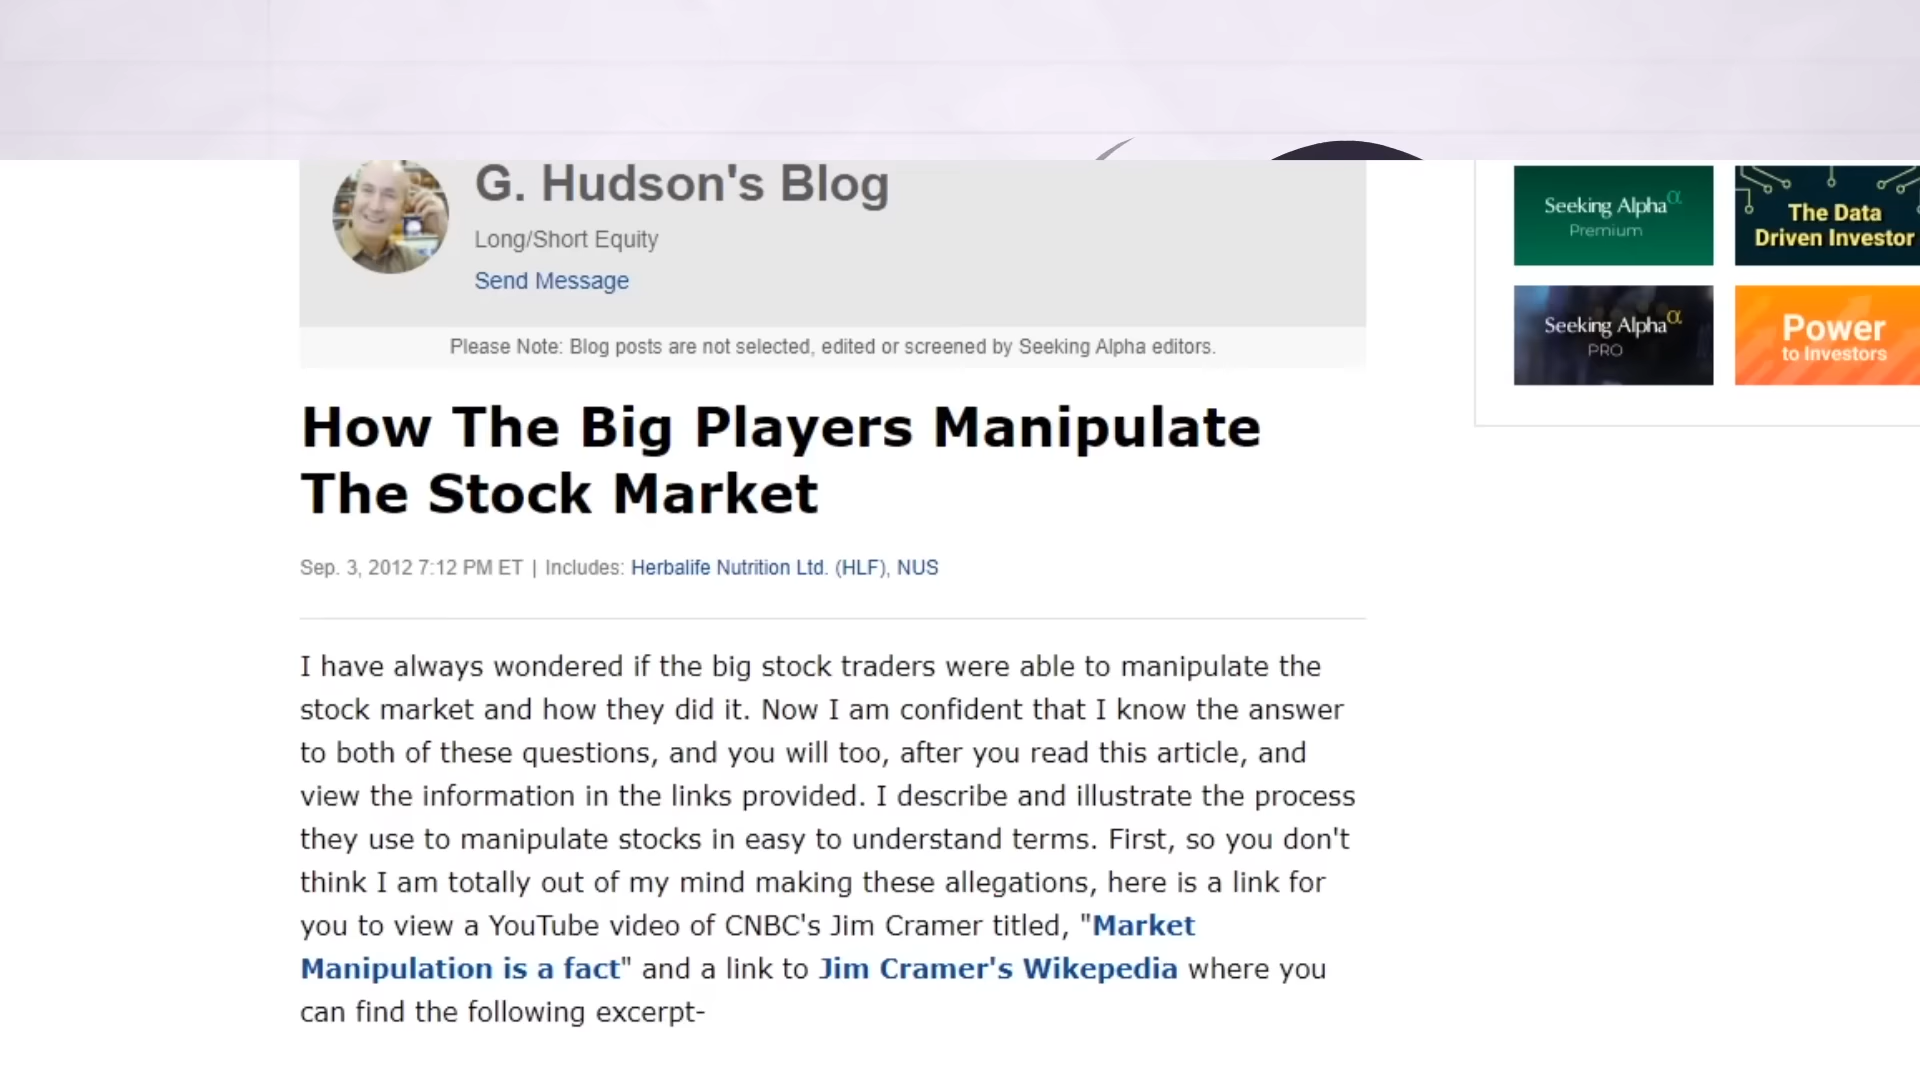 G. Hudson's Blog
Long/Short Equity
Send Message
Please Note: Blog posts are not selected, edited or screened by Seeking Alpha editors.
How The Big Players Manipulate
The Stock Market
Sep. 3, 2012 7:12 PM ET | Includes: Herbalife Nutrition Ltd. (HLF), NUS
I have always wondered if the big stock traders were able to manipulate the
stock market and how they did it. Now I am confident that I know the answer
to both of these questions, and you will too, after you read this article, and
view the information in the links provided. I describe and illustrate the process
they use to manipulate stocks in easy to understand terms. First, so you don't
think I am totally out of my mind making these allegations, here is a link for
you to view a YouTube video of CNBC's Jim Cramer titled, "Market
Manipulation is a fact" and a link to Jim Cramer's Wikepedia where you
can find the following excerpt-
Seeking Alpha α
Premium
The Data
Driven Investor
Seeking Alpha α
PRO
Power
to Investors